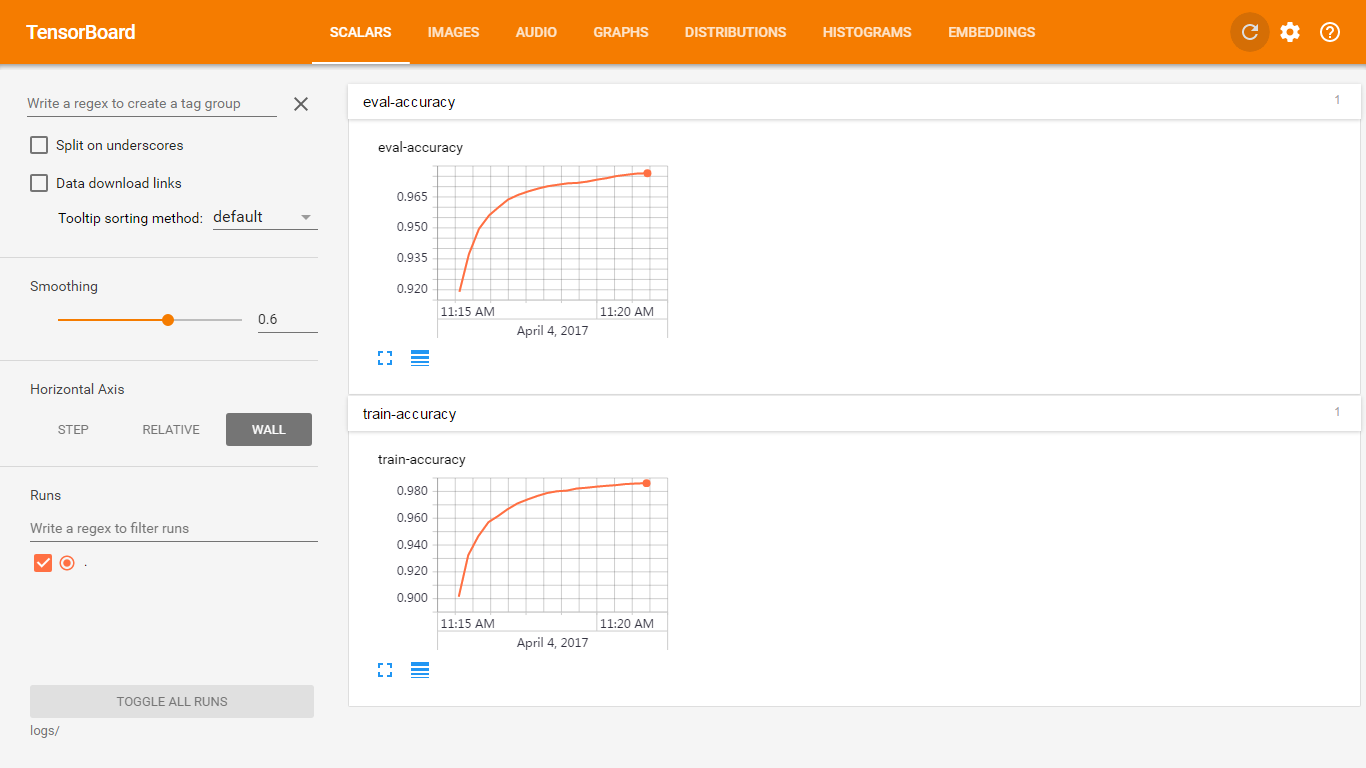 TensorBoard
SCALARS IMAGES AUDIO GRAPHS DISTRIBUTIONS HISTOGRAMS EMBEDDINGS
Write a regex to create a tag group
Split on underscores
Data download links
Tooltip sorting method: default
Smoothing
0.6
Horizontal Axis
STEP RELATIVE WALL
Runs
Write a regex to filter runs
.
TOGGLE ALL RUNS
logs/
eval-accuracy 1
eval-accuracy
0.965
0.950
0.935
0.920
11:15 AM 11:20 AM
April 4, 2017
train-accuracy 1
train-accuracy
0.980
0.960
0.940
0.920
0.900
11:15 AM 11:20 AM
April 4, 2017